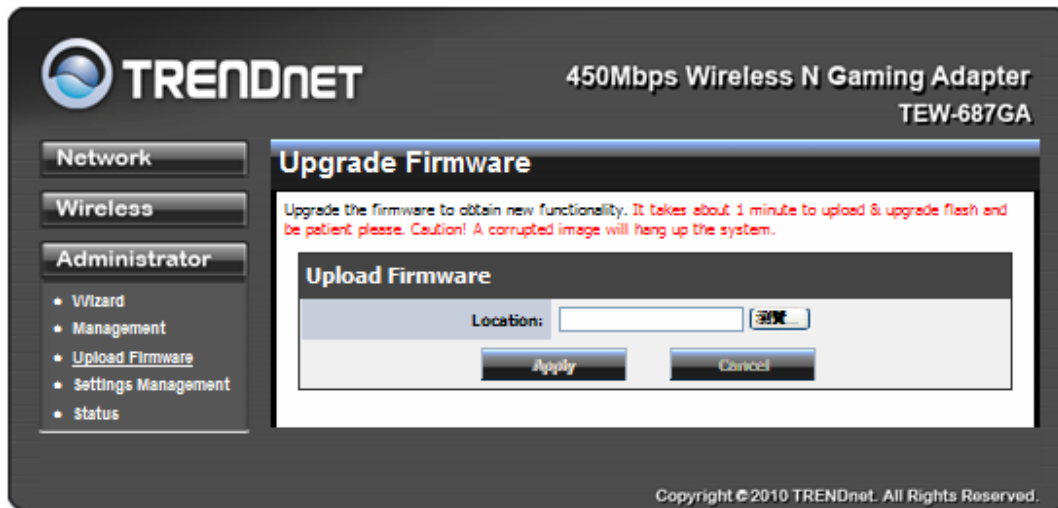 TRENDNET
450Mbps Wireless N Gaming Adapter
TEW-687GA
Network
Wireless
Administrator
Wizard
Management
Upload Firmware
Settings Management
Status
Upgrade Firmware
Upgrade the firmware to obtain new functionality. It takes about 1 minute to upload & upgrade flash and
be patient please. Caution! A corrupted image will hang up the system.
Upload Firmware
Location:
瀏覽...
Apply
Cancel
Copyright © 2010 TRENDnet. All Rights Reserved.